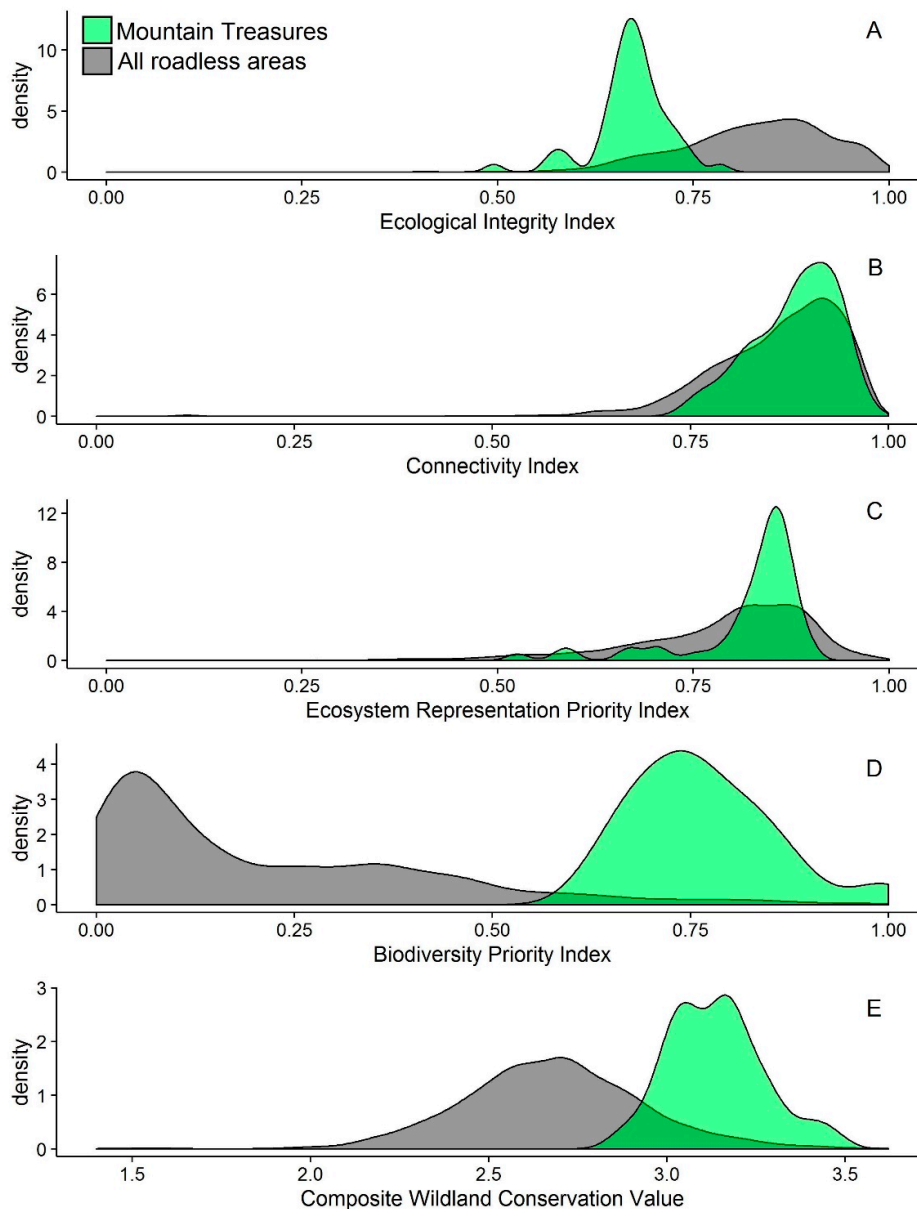 Mountain Treasures
All roadless areas
A
density
10
5
0
0.00 0.25 0.50 0.75 1.00
Ecological Integrity Index
B
density
6
4
2
0
0.00 0.25 0.50 0.75 1.00
Connectivity Index
C
density
12
8
4
0
0.00 0.25 0.50 0.75 1.00
Ecosystem Representation Priority Index
D
density
4
3
2
1
0
0.00 0.25 0.50 0.75 1.00
Biodiversity Priority Index
E
density
3
2
1
0
1.5 2.0 2.5 3.0 3.5
Composite Wildland Conservation Value